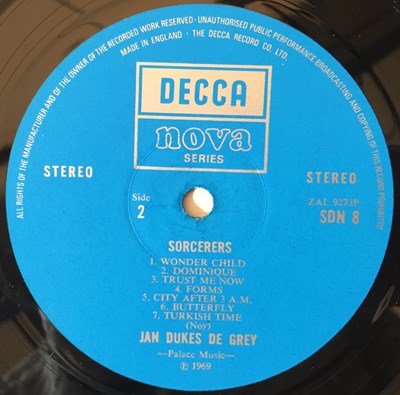 ALL RIGHTS OF THE MANUFACTURER AND OF THE OWNER OF THE RECORDED WORK RESERVED · UNAUTHORISED PUBLIC PERFORMANCE BROADCASTING AND COPYING OF THIS RECORD PROHIBITED
MADE IN ENGLAND · THE DECCA RECORD CO. LTD.
DECCA
nova
SERIES
STEREO
STEREO
Side
2
ZAL 9273P
SDN 8
SORCERERS
1. WONDER CHILD
2. DOMINIQUE
3. TRUST ME NOW
4. FORMS
5. CITY AFTER 3 A.M.
6. BUTTERFLY
7. TURKISH TIME
(Noy)
JAN DUKES DE GREY
—Palace Music—
℗ 1969